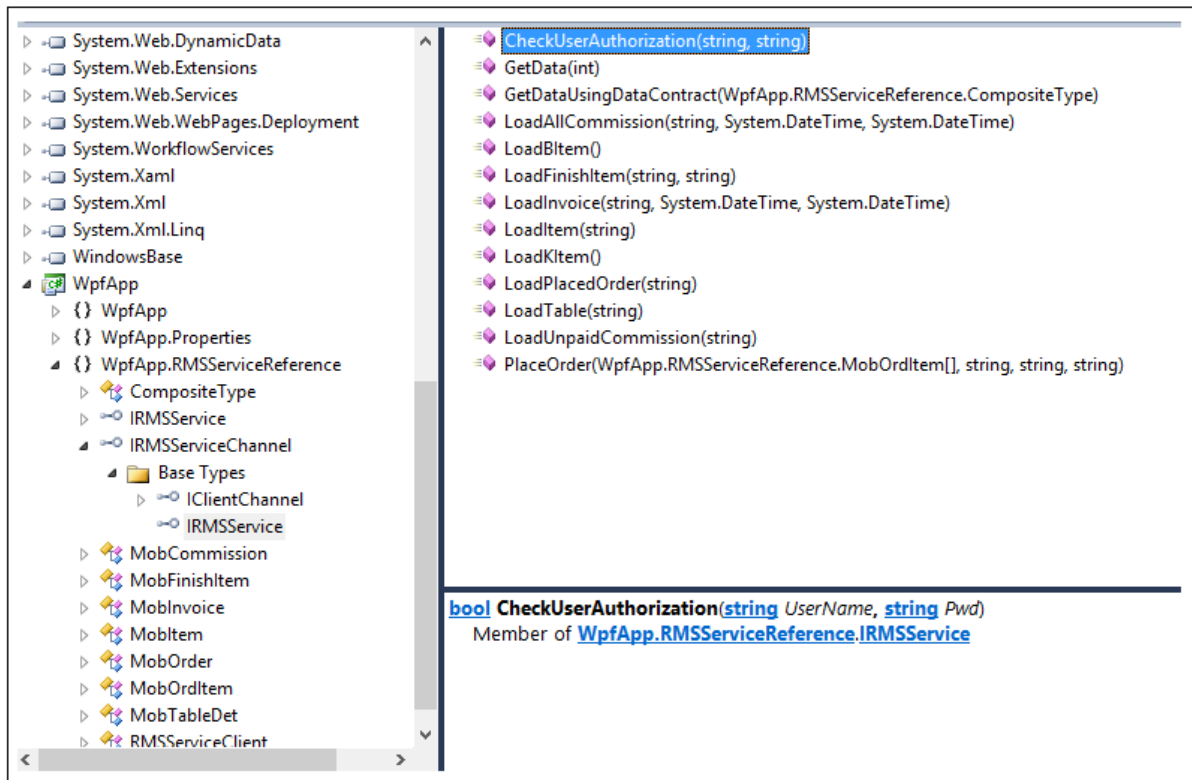 System.Web.DynamicData
System.Web.Extensions
System.Web.Services
System.Web.WebPages.Deployment
System.WorkflowServices
System.Xaml
System.Xml
System.Xml.Linq
WindowsBase
WpfApp
{} WpfApp
{} WpfApp.Properties
{} WpfApp.RMSServiceReference
CompositeType
IRMSService
IRMSServiceChannel
Base Types
IClientChannel
IRMSService
MobCommission
MobFinishItem
MobInvoice
MobItem
MobOrder
MobOrdItem
MobTableDet
RMSServiceClient
CheckUserAuthorization(string, string)
GetData(int)
GetDataUsingDataContract(WpfApp.RMSServiceReference.CompositeType)
LoadAllCommission(string, System.DateTime, System.DateTime)
LoadBItem()
LoadFinishItem(string, string)
LoadInvoice(string, System.DateTime, System.DateTime)
LoadItem(string)
LoadKItem()
LoadPlacedOrder(string)
LoadTable(string)
LoadUnpaidCommission(string)
PlaceOrder(WpfApp.RMSServiceReference.MobOrdItem[], string, string, string)
bool CheckUserAuthorization(string UserName, string Pwd)
Member of WpfApp.RMSServiceReference.IRMSService